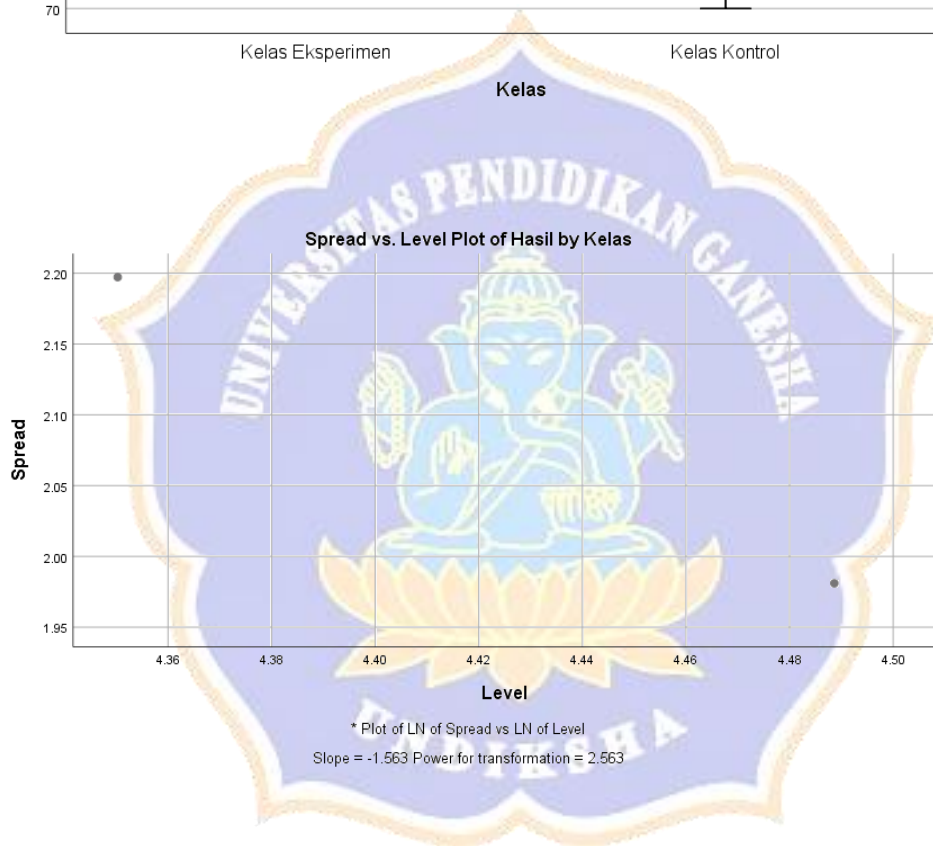 70
Kelas Eksperimen Kelas Kontrol
Kelas
UNIVERSITAS PENDIDIKAN GANESHA
Spread vs. Level Plot of Hasil by Kelas
2.20
2.15
2.10
2.05
2.00
1.95
Spread
4.36 4.38 4.40 4.42 4.44 4.46 4.48 4.50
Level
* Plot of LN of Spread vs LN of Level
Slope = -1.563 Power for transformation = 2.563
UNDIKSHA